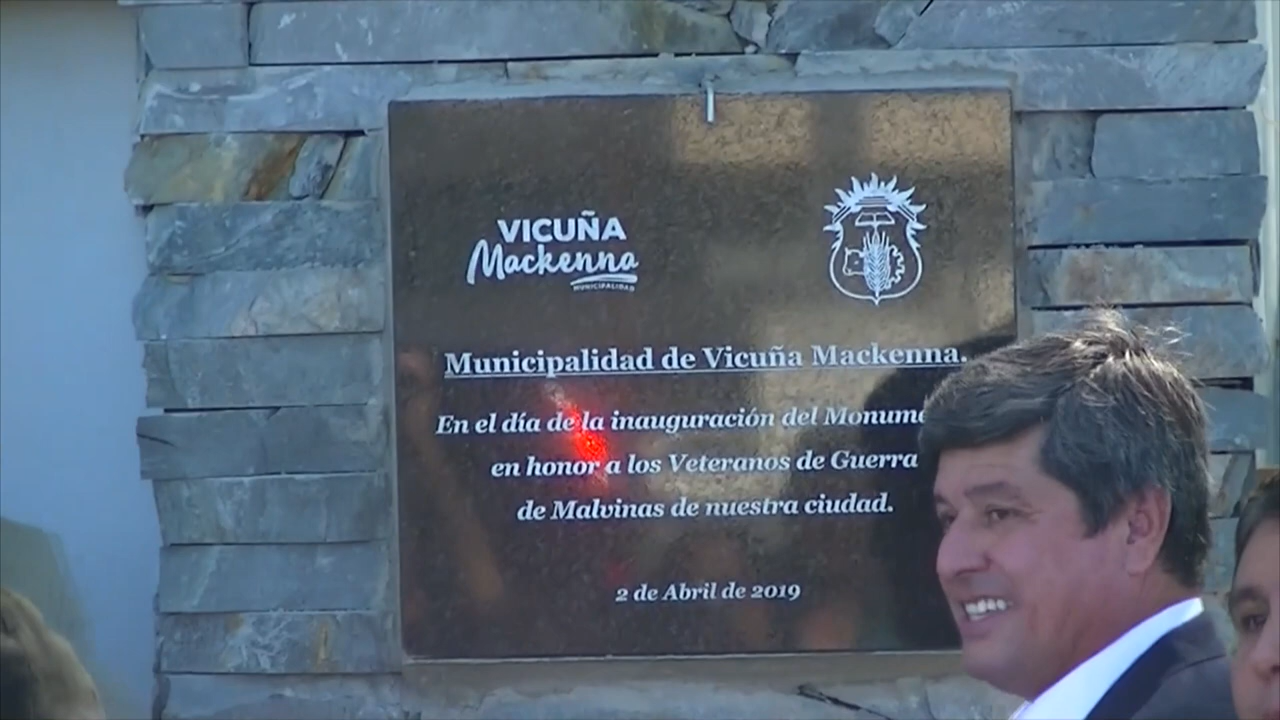 VICUÑA
Mackenna
MUNICIPALIDAD
Municipalidad de Vicuña Mackenna.
En el día de la inauguración del Monume
en honor a los Veteranos de Guerra
de Malvinas de nuestra ciudad.
2 de Abril de 2019